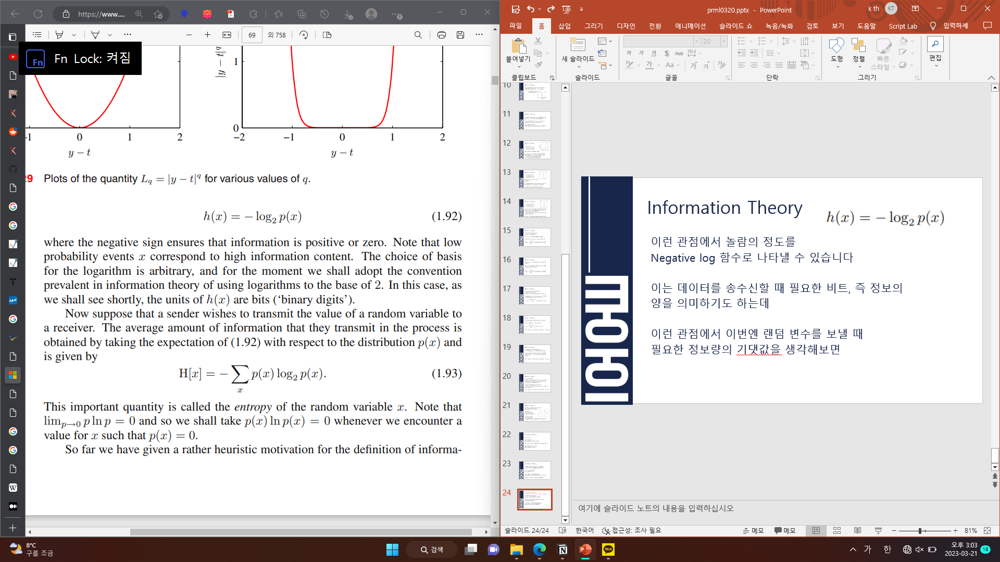 https://www....
69
의 758
Fn Fn Lock: 켜짐
|y − t|^q
1
0
-1 0 1 2
−2 −1 0 1 2
y − t
y − t
29 Plots of the quantity L_q = |y − t|^q for various values of q.
h(x) = − log₂ p(x) (1.92)
where the negative sign ensures that information is positive or zero. Note that low
probability events x correspond to high information content. The choice of basis
for the logarithm is arbitrary, and for the moment we shall adopt the convention
prevalent in information theory of using logarithms to the base of 2. In this case, as
we shall see shortly, the units of h(x) are bits (‘binary digits’).
Now suppose that a sender wishes to transmit the value of a random variable to
a receiver. The average amount of information that they transmit in the process is
obtained by taking the expectation of (1.92) with respect to the distribution p(x) and
is given by
H[x] = − ∑ₓ p(x) log₂ p(x). (1.93)
This important quantity is called the entropy of the random variable x. Note that
lim_{p→0} p ln p = 0 and so we shall take p(x) ln p(x) = 0 whenever we encounter a
value for x such that p(x) = 0.
So far we have given a rather heuristic motivation for the definition of informa-
prml0320.pptx - PowerPoint
k th KT
파일 홈 삽입 그리기 디자인 전환 애니메이션 슬라이드 쇼 녹음/녹화 검토 보기 도움말 Script Lab 입력하세
붙여넣기
클립보드
새 슬라이드
슬라이드
20
가 가 가 S 가나
가 Aa 가 가 가
글꼴
단락
도형 정렬 빠른 스타일
그리기
편집
10
11
12
13
14
15
16
17
18
19
20
21
22
23
24
Information Theory
h(x) = − log₂ p(x)
이런 관점에서 놀람의 정도를
Negative log 함수로 나타낼 수 있습니다
이는 데이터를 송수신할 때 필요한 비트, 즉 정보의
양을 의미하기도 하는데
이런 관점에서 이번엔 랜덤 변수를 보낼 때
필요한 정보량의 기댓값을 생각해보면
여기에 슬라이드 노트의 내용을 입력하십시오
슬라이드 24/24 한국어 접근성: 조사 필요 메모 메모 81%
8°C
구름 조금
검색
TALK
가 한
오후 3:03
2023-03-21
18